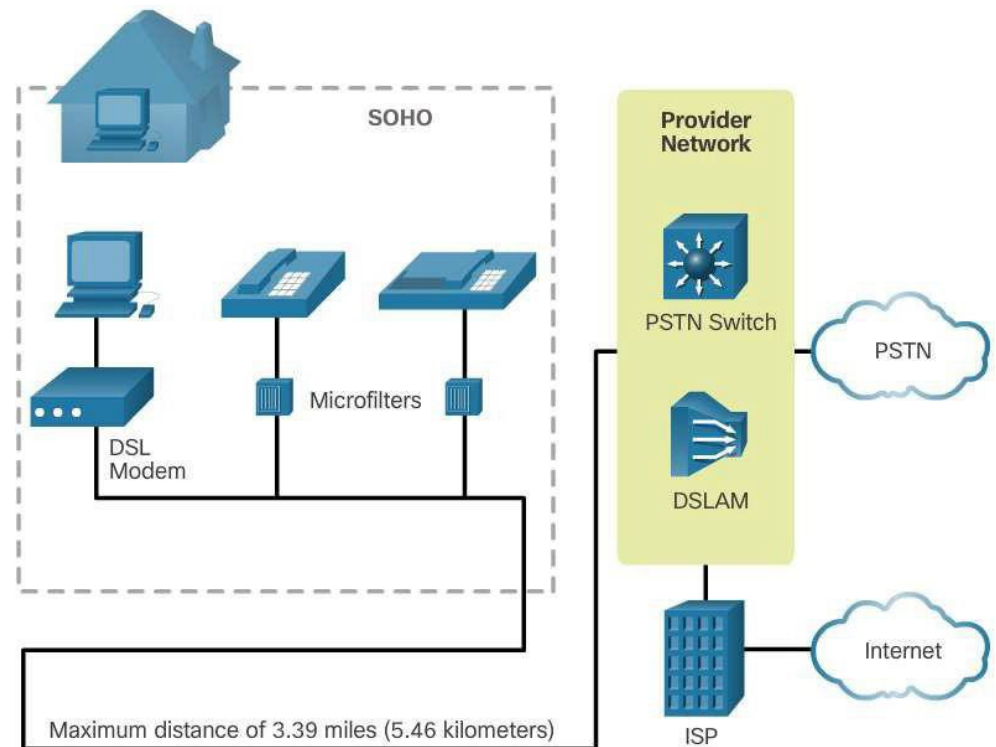 SOHO
Microfilters
DSL
Modem
Maximum distance of 3.39 miles (5.46 kilometers)
Provider
Network
PSTN Switch
DSLAM
PSTN
ISP
Internet